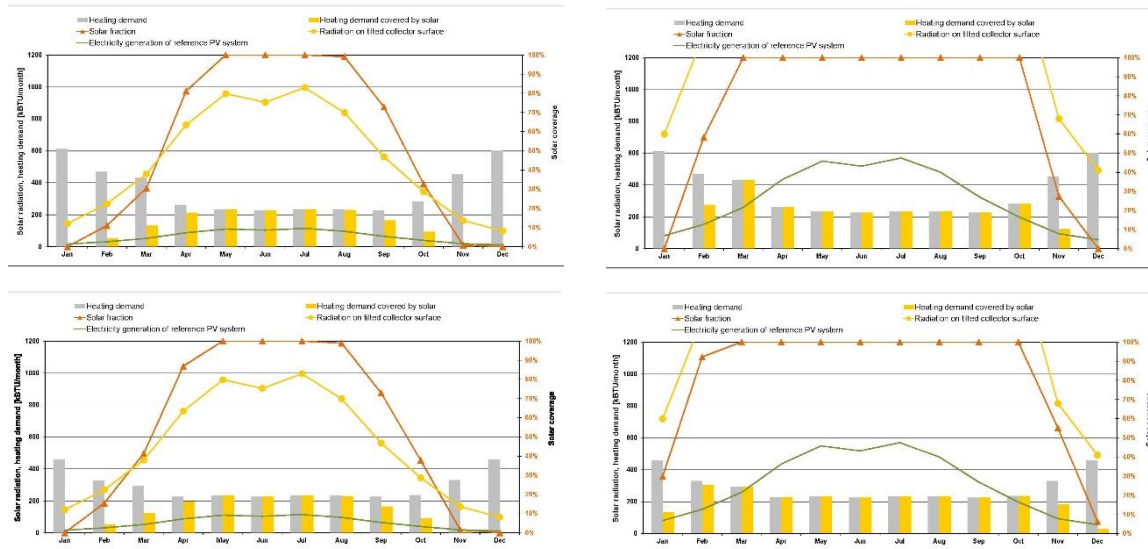 Heating demand
Heating demand covered by solar
Solar fraction
Radiation on tilted collector surface
Electricity generation of reference PV system
Solar radiation, heating demand [kBTU/month]
1200
1000
800
600
400
200
0
100%
90%
80%
70%
60%
50%
40%
30%
20%
10%
0%
Solar coverage
Jan Feb Mar Apr May Jun Jul Aug Sep Oct Nov Dec
Heating demand
Heating demand covered by solar
Solar fraction
Radiation on tilted collector surface
Electricity generation of reference PV system
Solar radiation, heating demand [kBTU/month]
1200
1000
800
600
400
200
0
100%
90%
80%
70%
60%
50%
40%
30%
20%
10%
0%
Jan Feb Mar Apr May Jun Jul Aug Sep Oct Nov Dec
Heating demand
Heating demand covered by solar
Solar fraction
Radiation on tilted collector surface
Electricity generation of reference PV system
Solar radiation, heating demand [kBTU/month]
1200
1000
800
600
400
200
0
100%
90%
80%
70%
60%
50%
40%
30%
20%
10%
0%
Solar coverage
Jan Feb Mar Apr May Jun Jul Aug Sep Oct Nov Dec
Heating demand
Heating demand covered by solar
Solar fraction
Radiation on tilted collector surface
Electricity generation of reference PV system
Solar radiation, heating demand [kBTU/month]
1200
1000
800
600
400
200
0
100%
90%
80%
70%
60%
50%
40%
30%
20%
10%
0%
Jan Feb Mar Apr May Jun Jul Aug Sep Oct Nov Dec